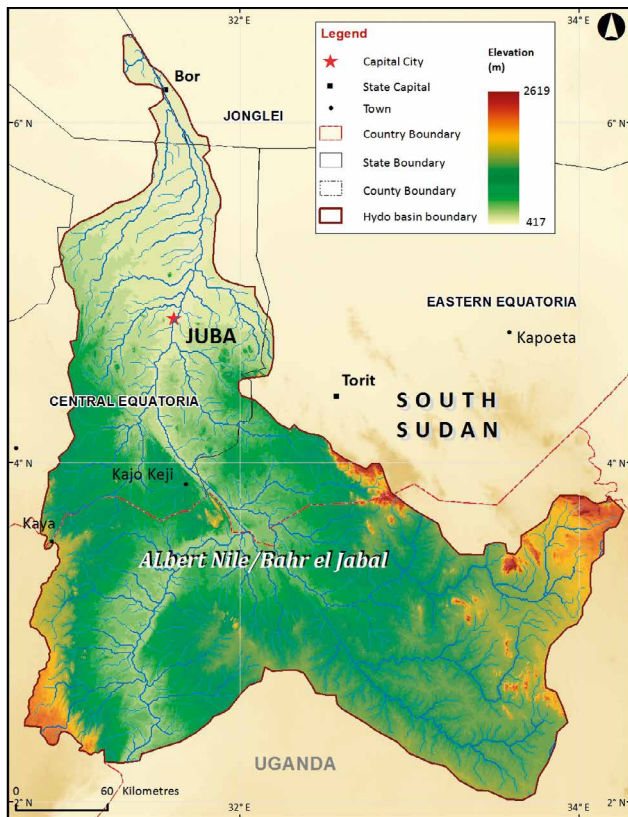 32°E
34°E
Legend
Capital City
State Capital
Town
Country Boundary
State Boundary
County Boundary
Hydo basin boundary
Elevation
(m)
2619
417
Bor
JONGLEI
6°N
6°N
EASTERN EQUATORIA
Kapoeta
JUBA
Torit
SOUTH
SUDAN
CENTRAL EQUATORIA
4°N
4°N
Kajo Keji
Kaya
ALbert Nile/Bahr el Jabal
UGANDA
0
60 Kilometres
2°N
32°E
34°E
2°N